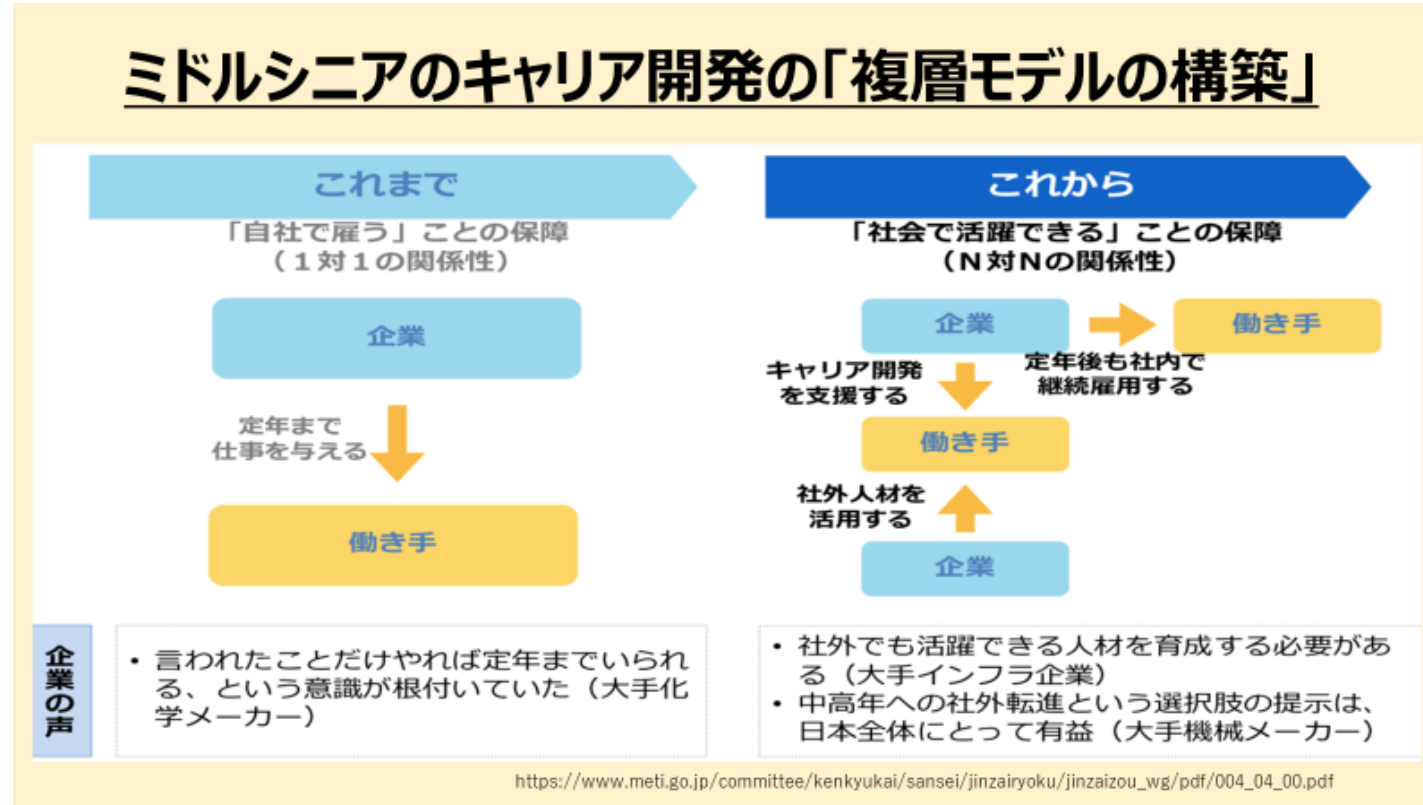 ミドルシニアのキャリア開発の「複層モデルの構築」
これまで
「自社で雇う」ことの保障
（１対１の関係性）
企業
定年まで
仕事を与える
働き手
これから
「社会で活躍できる」ことの保障
（Ｎ対Ｎの関係性）
企業
働き手
定年後も社内で
継続雇用する
キャリア開発
を支援する
働き手
社外人材を
活用する
企業
企業の声
• 言われたことだけやれば定年までいられ
る、という意識が根付いていた（大手化
学メーカー）
• 社外でも活躍できる人材を育成する必要があ
る（大手インフラ企業）
• 中高年への社外転進という選択肢の提示は、
日本全体にとって有益（大手機械メーカー）
https://www.meti.go.jp/committee/kenkyukai/sansei/jinzairyoku/jinzaizou_wg/pdf/004_04_00.pdf